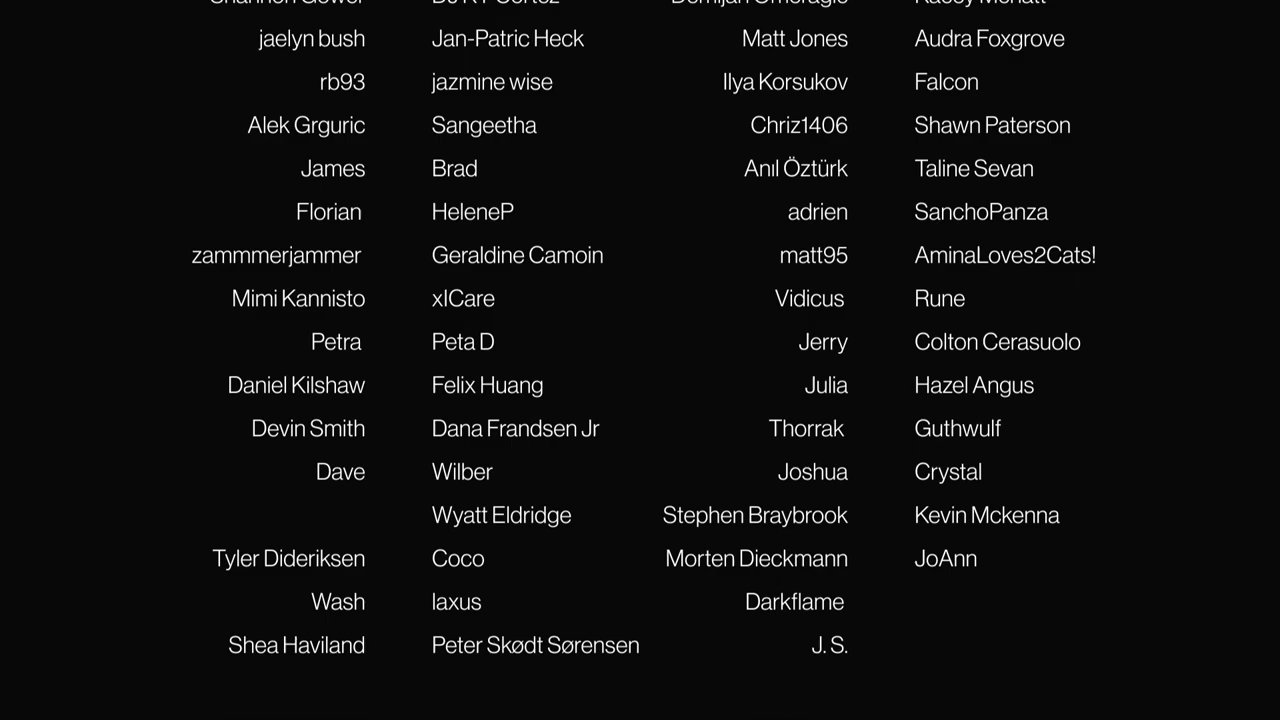 jaelyn bush Jan-Patric Heck Matt Jones Audra Foxgrove
rb93 jazmine wise Ilya Korsukov Falcon
Alek Grguric Sangeetha Chriz1406 Shawn Paterson
James Brad Anıl Öztürk Taline Sevan
Florian HeleneP adrien SanchoPanza
zammmerjammer Geraldine Camoin matt95 AminaLoves2Cats!
Mimi Kannisto xICare Vidicus Rune
Petra Peta D Jerry Colton Cerasuolo
Daniel Kilshaw Felix Huang Julia Hazel Angus
Devin Smith Dana Frandsen Jr Thorrak Guthwulf
Dave Wilber Joshua Crystal
Wyatt Eldridge Stephen Braybrook Kevin Mckenna
Tyler Dideriksen Coco Morten Dieckmann JoAnn
Wash laxus Darkflame
Shea Haviland Peter Skødt Sørensen J. S.